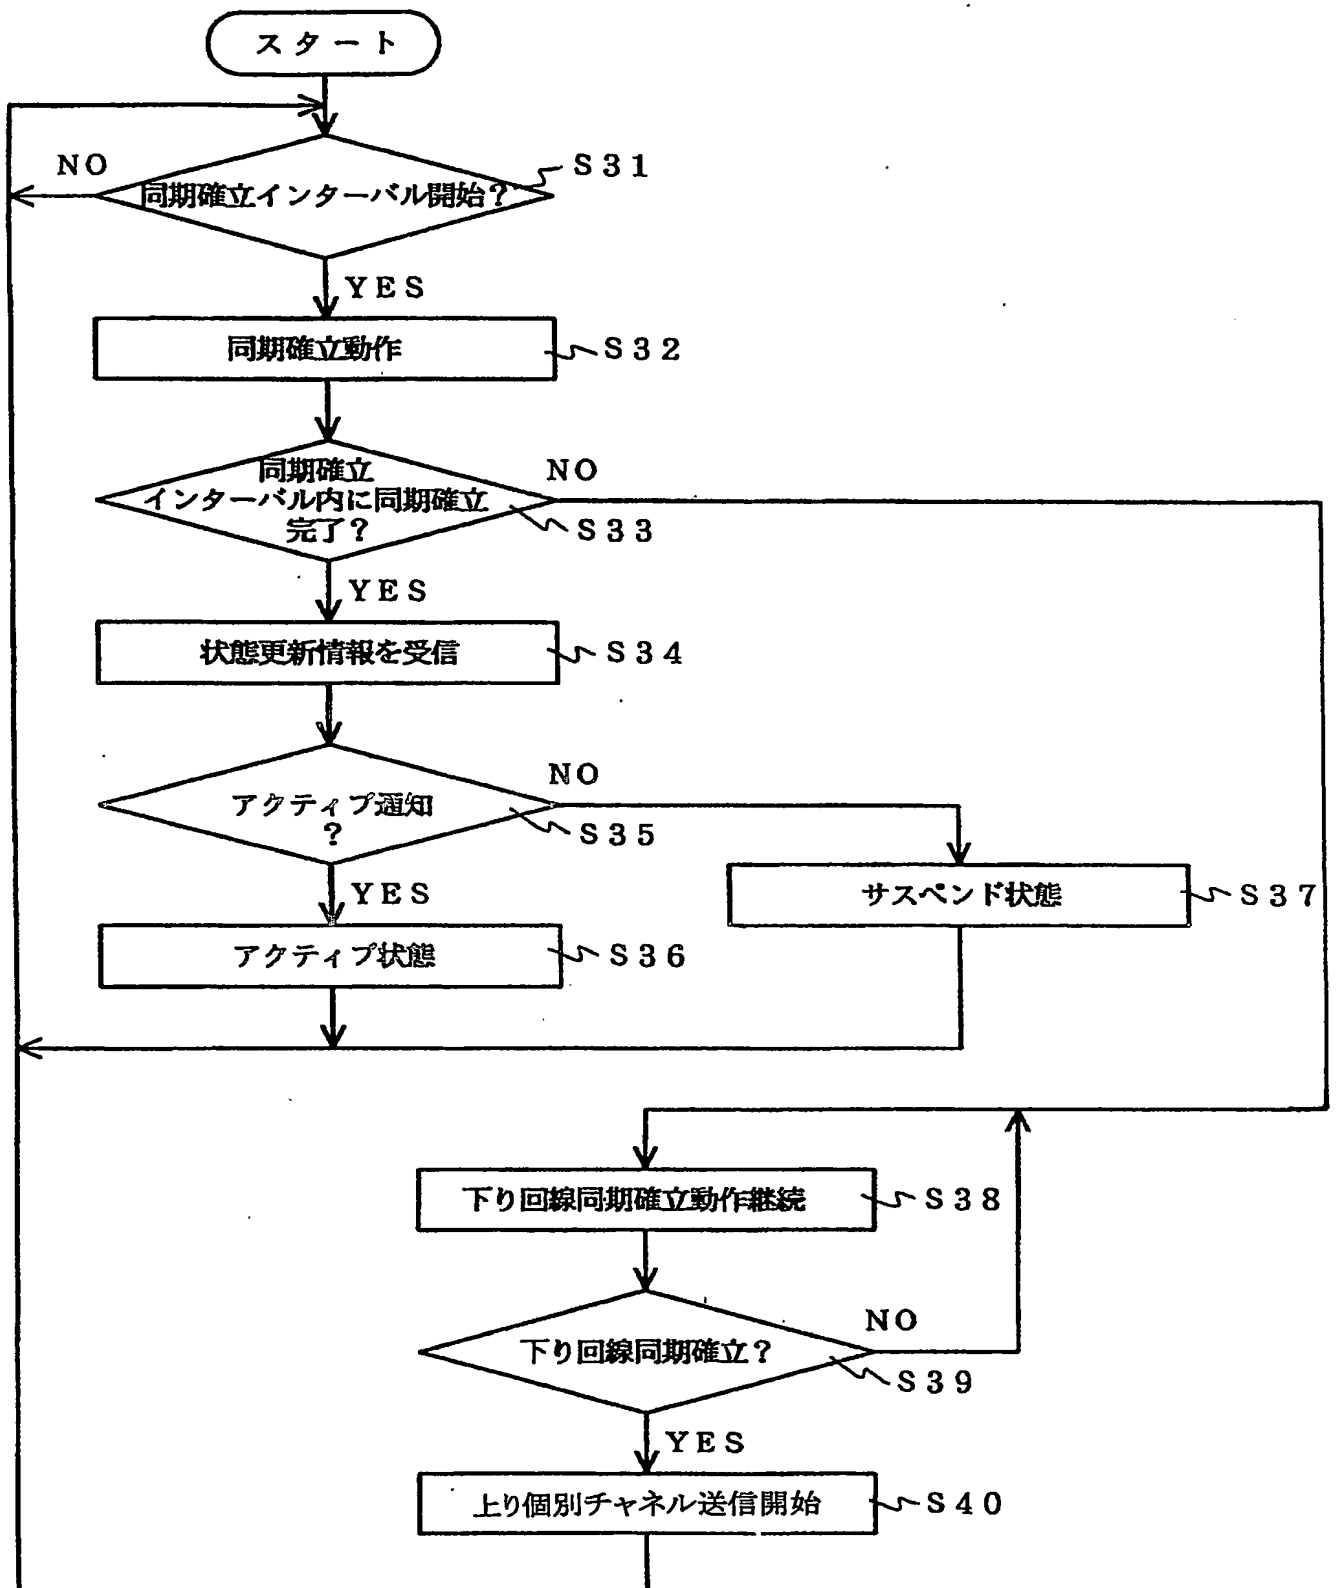 スタート
NO
S31
同期確立インターバル開始？
YES
同期確立動作
S32
同期確立
インターバル内に同期確立
完了？
NO
S33
YES
状態更新情報を受信
S34
アクティブ通知
？
NO
S35
YES
アクティブ状態
S36
サスペンド状態
S37
下り回線同期確立動作継続
S38
下り回線同期確立？
NO
S39
YES
上り個別チャネル送信開始
S40